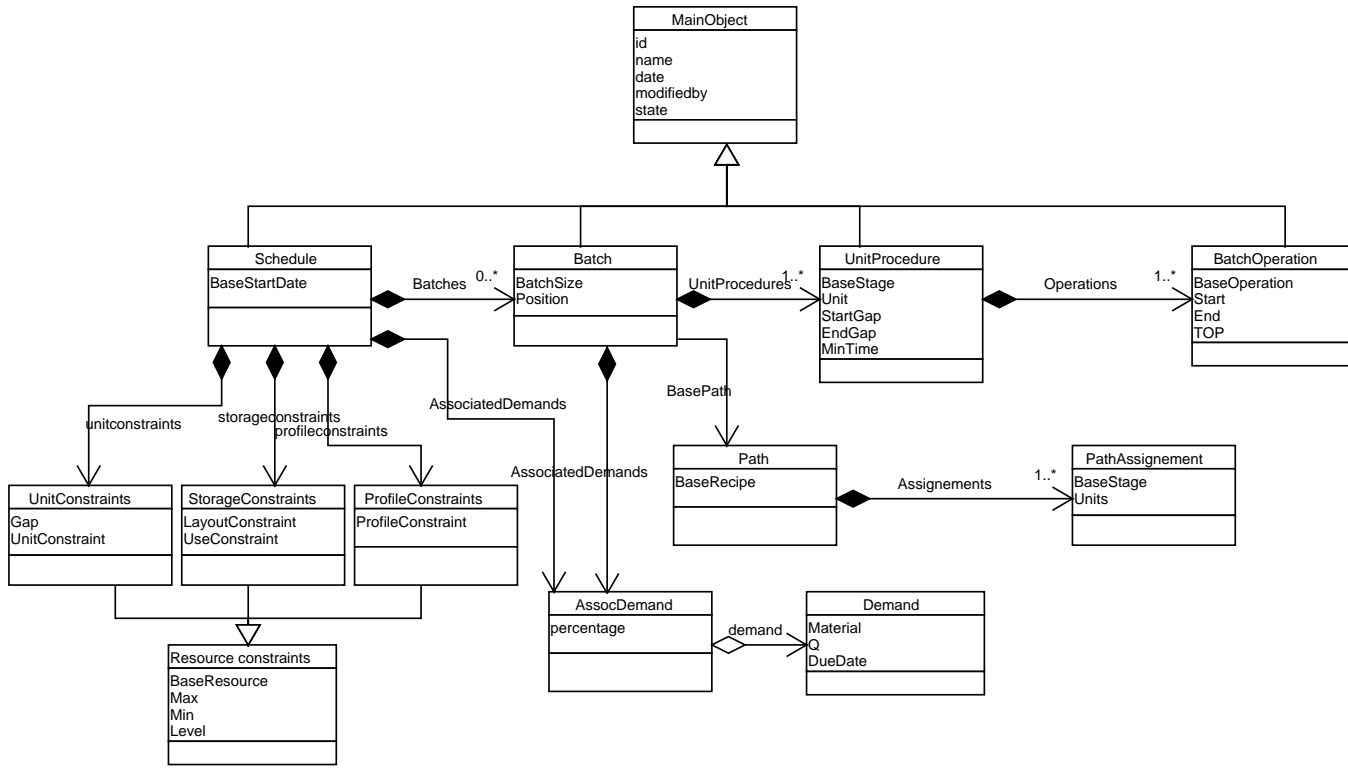 MainObject
id
name
date
modifiedby
state
Schedule
BaseStartDate
Batches
0..*
Batch
BatchSize
Position
UnitProcedures
1..*
UnitProcedure
BaseStage
Unit
StartGap
EndGap
MinTime
Operations
1..*
BatchOperation
BaseOperation
Start
End
TOP
unitconstraints
storageconstraints
profileconstraints
AssociatedDemands
AssociatedDemands
BasePath
UnitConstraints
Gap
UnitConstraint
StorageConstraints
LayoutConstraint
UseConstraint
ProfileConstraints
ProfileConstraint
Path
BaseRecipe
Assignements
1..*
PathAssignement
BaseStage
Units
AssocDemand
percentage
demand
Demand
Material
Q
DueDate
Resource constraints
BaseResource
Max
Min
Level